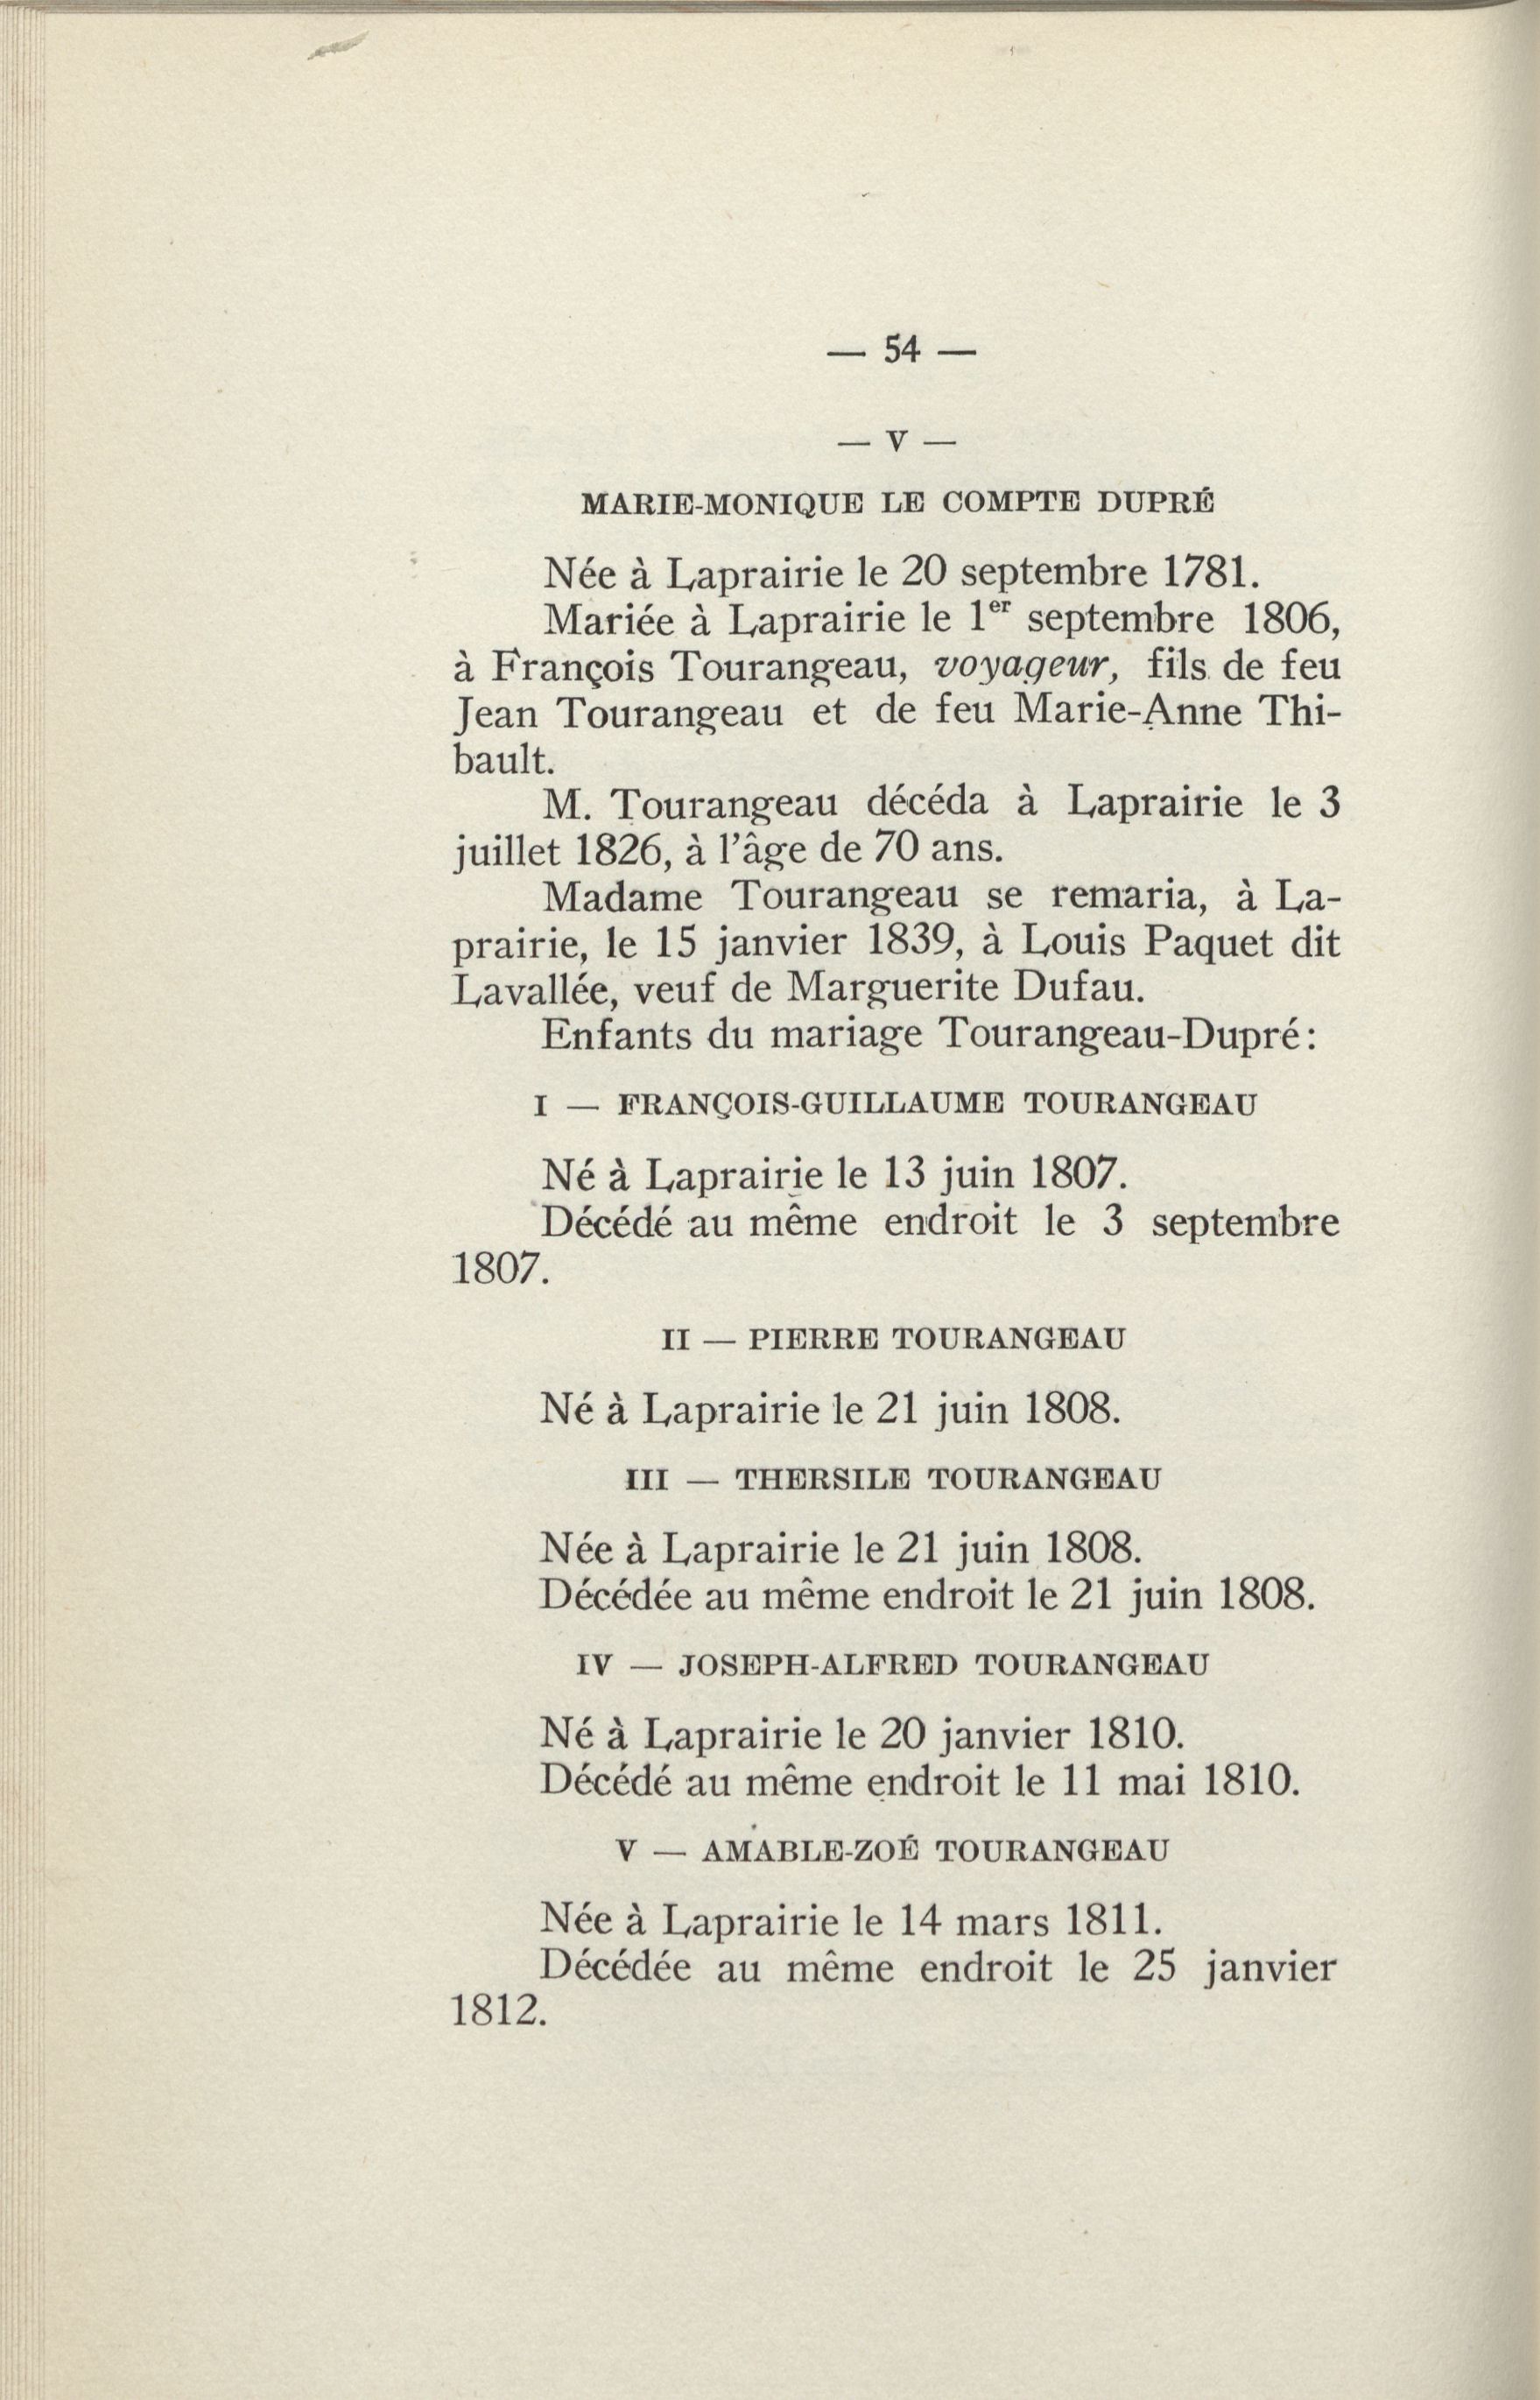 — 54 —
— V —
MARIE-MONIQUE LE COMPTE DUPRÉ
Née à Laprairie le 20 septembre 1781.
Mariée à Laprairie le 1er septembre 1806,
à François Tourangeau, voyageur, fils de feu
Jean Tourangeau et de feu Marie-Anne Thi-
bault.
M. Tourangeau décéda à Laprairie le 3
juillet 1826, à l'âge de 70 ans.
Madame Tourangeau se remaria, à La-
prairie, le 15 janvier 1839, à Louis Paquet dit
Lavallée, veuf de Marguerite Dufau.
Enfants du mariage Tourangeau-Dupré:
I — FRANÇOIS-GUILLAUME TOURANGEAU
Né à Laprairie le 13 juin 1807.
Décédé au même endroit le 3 septembre
1807.
II — PIERRE TOURANGEAU
Né à Laprairie le 21 juin 1808.
III — THERSILE TOURANGEAU
Née à Laprairie le 21 juin 1808.
Décédée au même endroit le 21 juin 1808.
IV — JOSEPH-ALFRED TOURANGEAU
Né à Laprairie le 20 janvier 1810.
Décédé au même endroit le 11 mai 1810.
V — AMABLE-ZOÉ TOURANGEAU
Née à Laprairie le 14 mars 1811.
Décédée au même endroit le 25 janvier
1812.